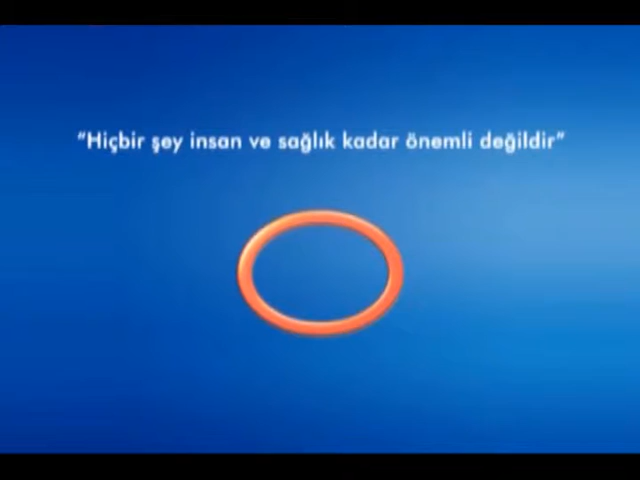 “Hiçbir şey insan ve sağlık kadar önemli değildir”